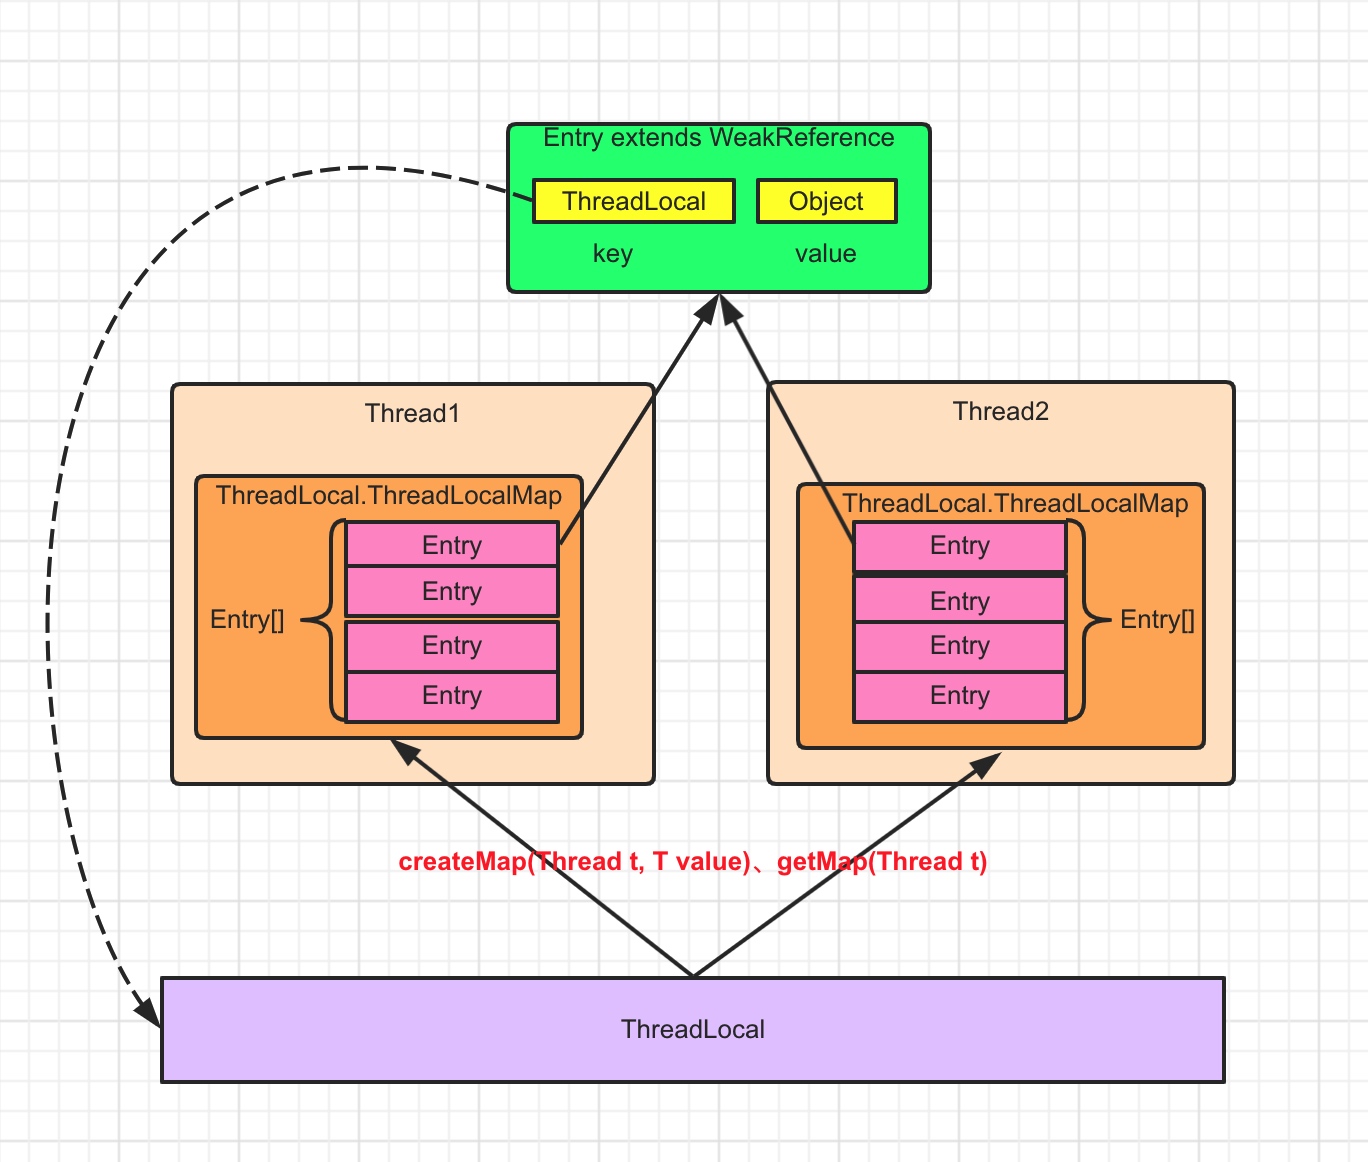 Entry extends WeakReference
ThreadLocal
Object
key
value
Thread1
ThreadLocal.ThreadLocalMap
Entry
Entry
Entry[]
Entry
Entry
Thread2
ThreadLocal.ThreadLocalMap
Entry
Entry
Entry[]
Entry
Entry
createMap(Thread t, T value)、getMap(Thread t)
ThreadLocal